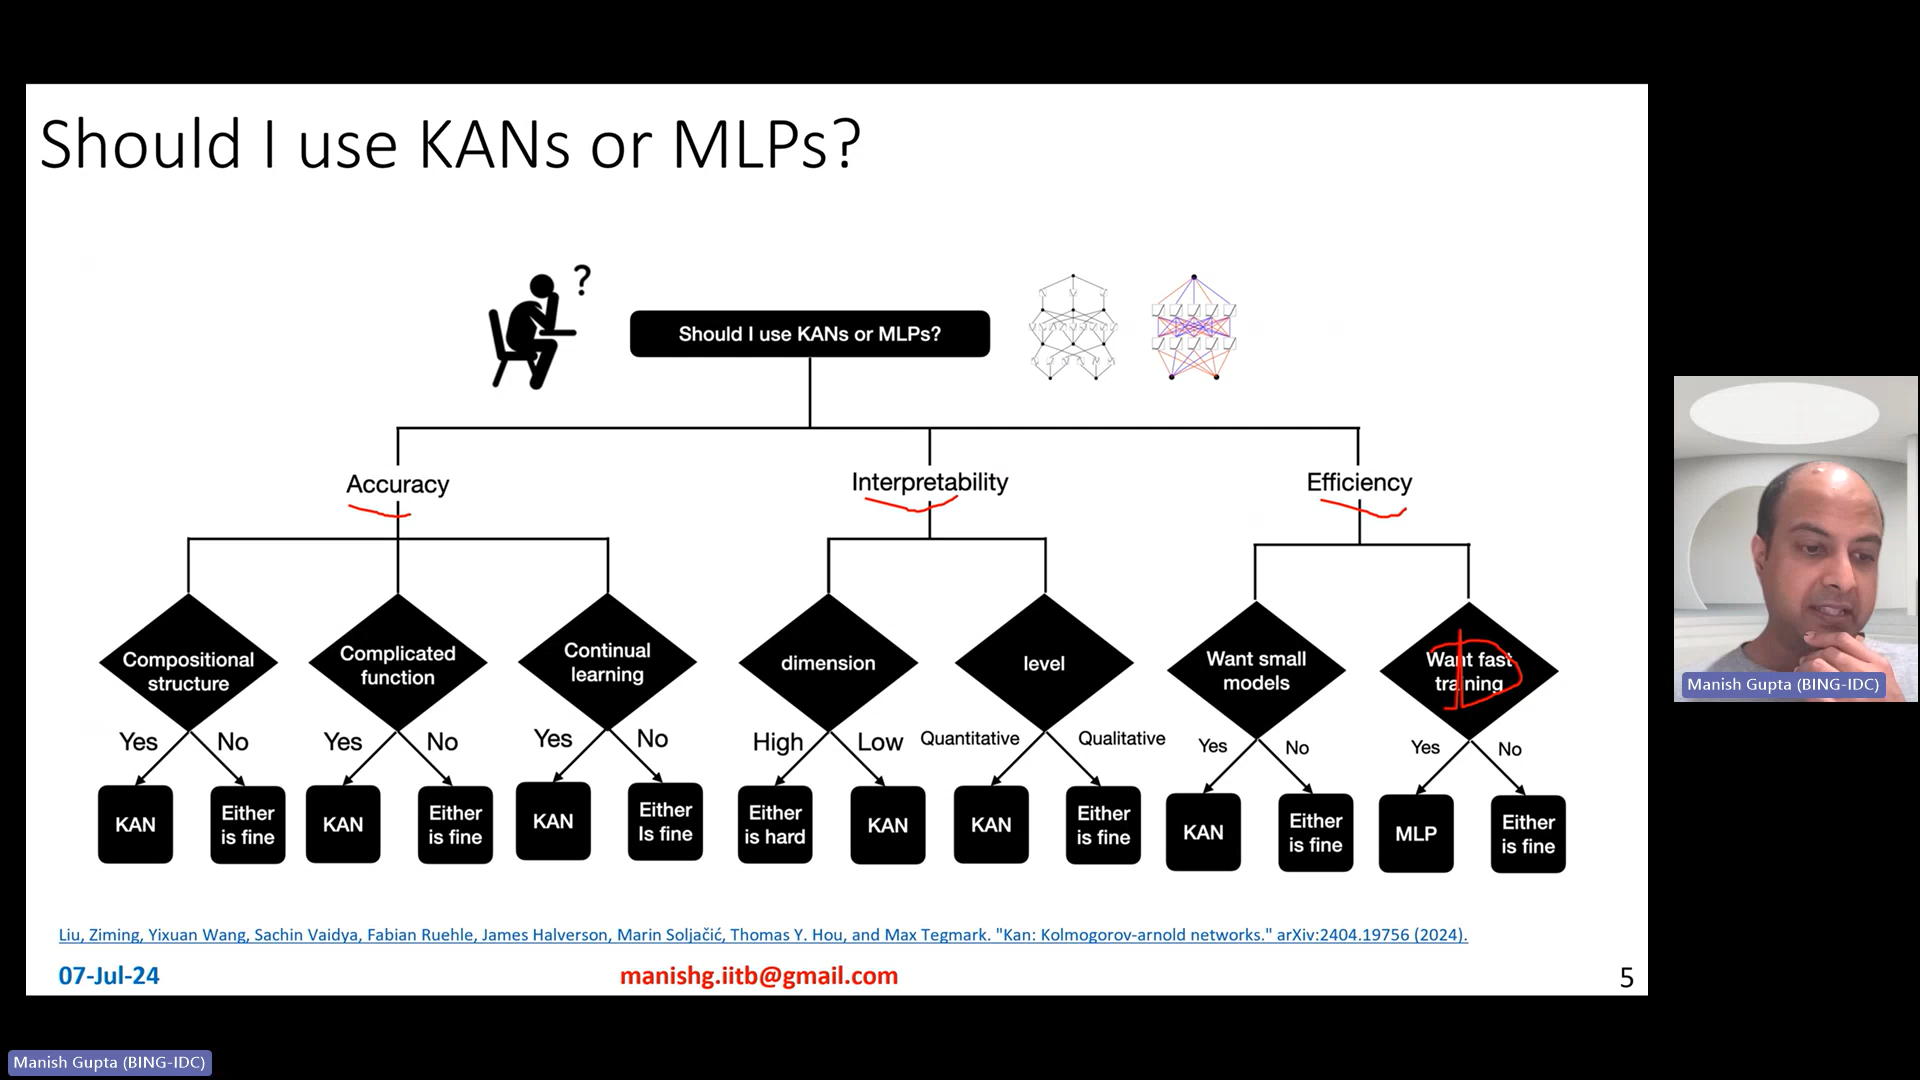 Should I use KANs or MLPs?
?
Should I use KANs or MLPs?
Accuracy
Interpretability
Efficiency
Compositional
structure
Complicated
function
Continual
learning
dimension
level
Want small
models
Want fast
training
Yes
No
Yes
No
Yes
No
High
Low
Quantitative
Qualitative
Yes
No
Yes
No
KAN
Either
is fine
KAN
Either
is fine
KAN
Either
Is fine
Either
is hard
KAN
KAN
Either
is fine
KAN
Either
is fine
MLP
Either
is fine
Liu, Ziming, Yixuan Wang, Sachin Vaidya, Fabian Ruehle, James Halverson, Marin Soljačić, Thomas Y. Hou, and Max Tegmark. "Kan: Kolmogorov-arnold networks." arXiv:2404.19756 (2024).
07-Jul-24
manishg.iitb@gmail.com
5
Manish Gupta (BING-IDC)
Manish Gupta (BING-IDC)